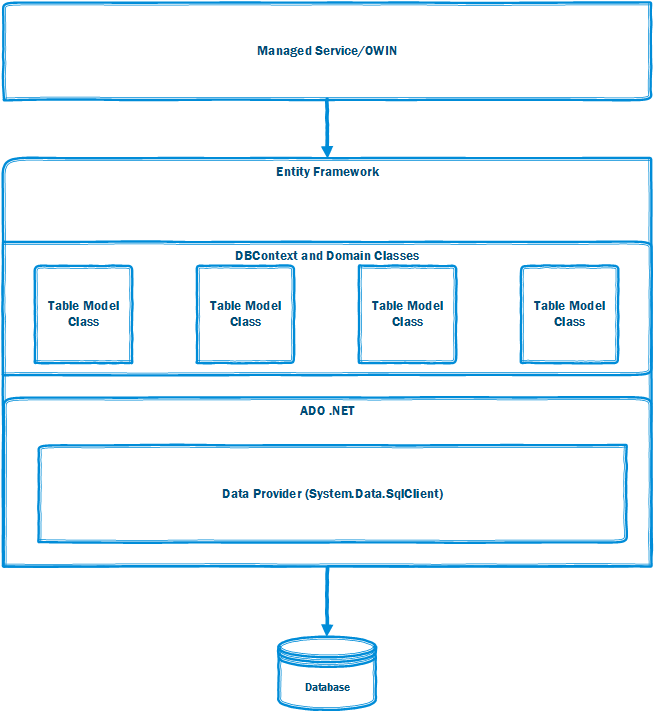 Managed Service/OWIN
Entity Framework
DBContext and Domain Classes
Table Model
Class
Table Model
Class
Table Model
Class
Table Model
Class
ADO .NET
Data Provider (System.Data.SqlClient)
Database